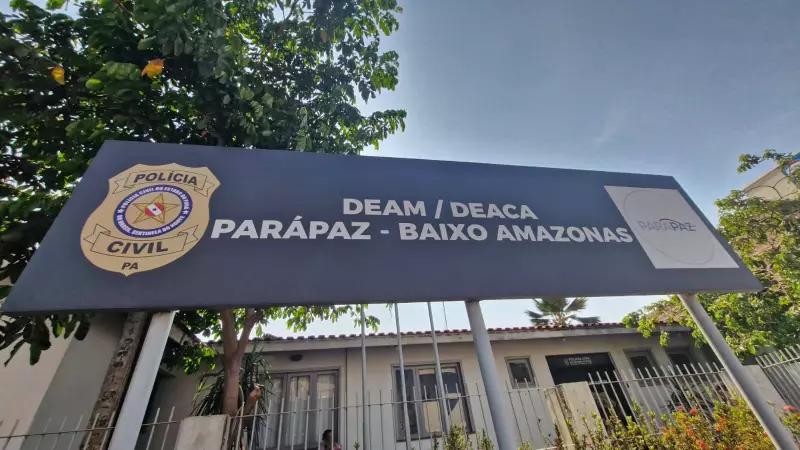 POLÍCIA
CIVIL
PA
DEAM / DEACA
PARÁPAZ - BAIXO AMAZONAS
PARÁPAZ